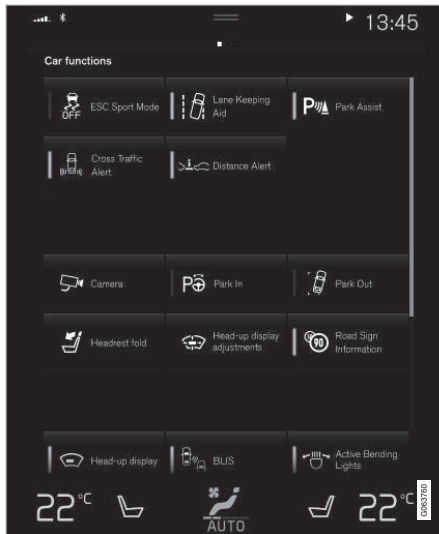 13:45
Car functions
OFF
ESC Sport Mode
Lane Keeping
Aid
P
Park Assist
Cross Traffic
Alert
Distance Alert
Camera
P
Park In
Park Out
Headrest fold
Head-up display
adjustments
90
Road Sign
Information
Head-up display
BLIS
Active Bending
Lights
22°C
AUTO
22°C
G063760